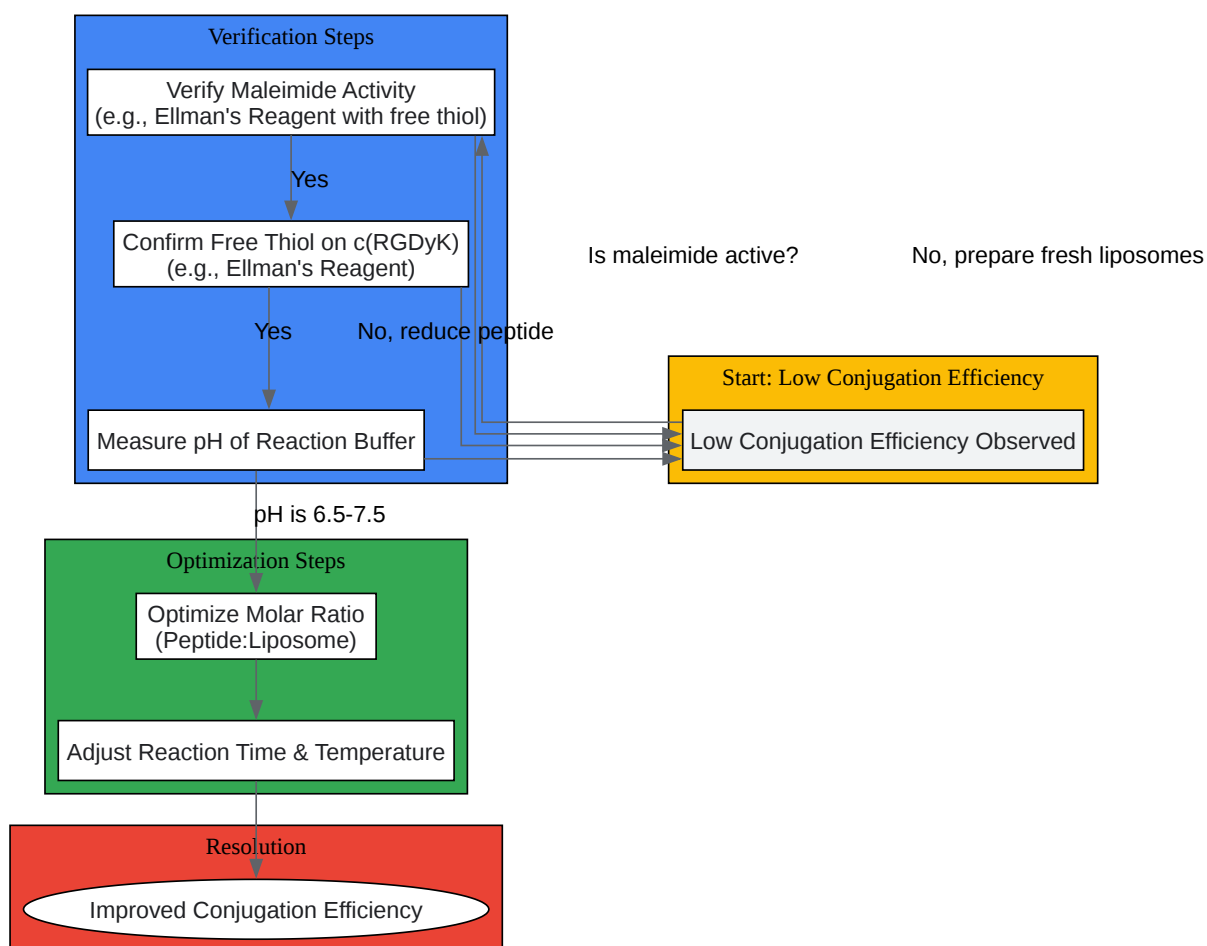 Verification Steps
Verify Maleimide Activity
(e.g., Ellman's Reagent with free thiol)
Yes
Confirm Free Thiol on c(RGDyK)
(e.g., Ellman's Reagent)
Is maleimide active?
No, prepare fresh liposomes
Yes
No, reduce peptide
Start: Low Conjugation Efficiency
Measure pH of Reaction Buffer
Low Conjugation Efficiency Observed
pH is 6.5-7.5
Optimization Steps
Optimize Molar Ratio
(Peptide:Liposome)
Adjust Reaction Time & Temperature
Resolution
Improved Conjugation Efficiency